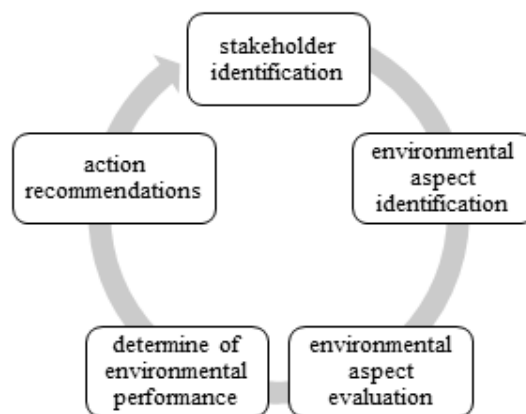 stakeholder
identification
environmental
aspect
identification
environmental
aspect
evaluation
determine of
environmental
performance
action
recommendations